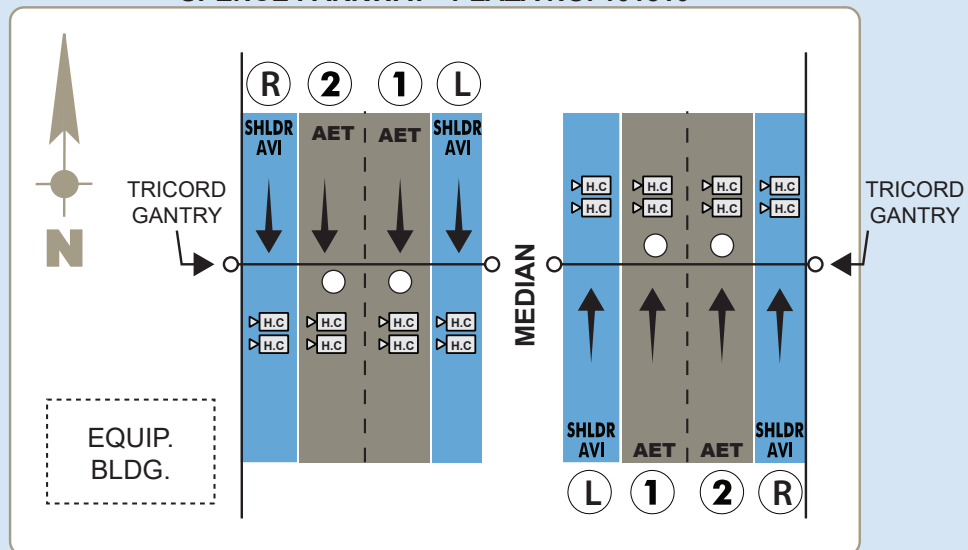 R 2 1 L
SHLDR
AVI
AET
AET
SHLDR
AVI
TRICORD
GANTRY
N
H.C
H.C
H.C
H.C
H.C
H.C
H.C
H.C
EQUIP.
BLDG.
MEDIAN
H.C
H.C
H.C
H.C
H.C
H.C
H.C
H.C
TRICORD
GANTRY
SHLDR
AVI
AET
AET
SHLDR
AVI
L 1 2 R